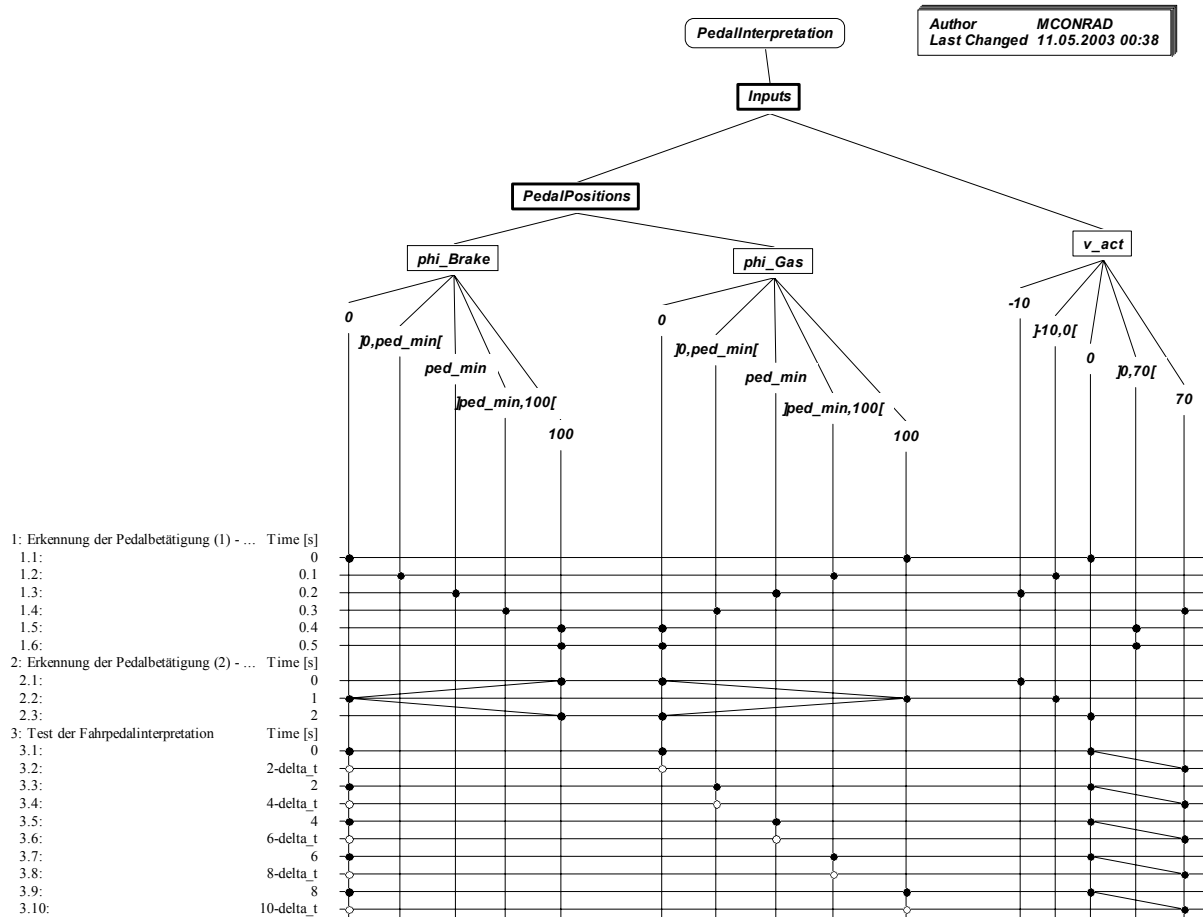 PedalInterpretation
Author MCONRAD
Last Changed 11.05.2003 00:38
Inputs
PedalPositions
phi_Brake
phi_Gas
v_act
0
]0,ped_min[
ped_min
]ped_min,100[
100
0
]0,ped_min[
ped_min
]ped_min,100[
100
-10
]-10,0[
0
]0,70[
70
1: Erkennung der Pedalbetätigung (1) - ... Time [s]
1.1: 0
1.2: 0.1
1.3: 0.2
1.4: 0.3
1.5: 0.4
1.6: 0.5
2: Erkennung der Pedalbetätigung (2) - ... Time [s]
2.1: 0
2.2: 1
2.3: 2
3: Test der Fahrpedalinterpretation Time [s]
3.1: 0
3.2: 2-delta_t
3.3: 2
3.4: 4-delta_t
3.5: 4
3.6: 6-delta_t
3.7: 6
3.8: 8-delta_t
3.9: 8
3.10: 10-delta_t